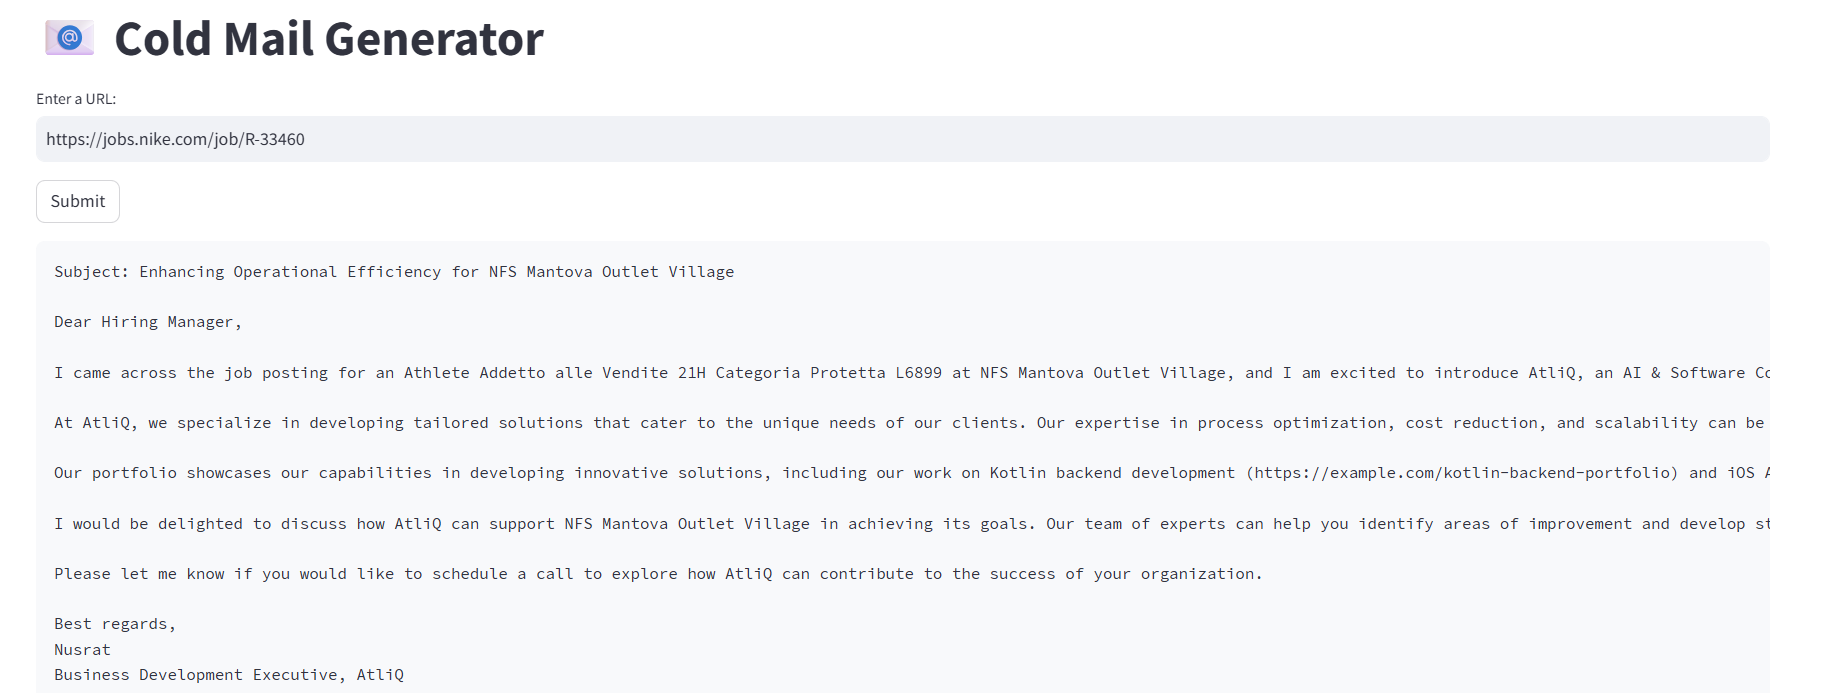 Cold Mail Generator
Enter a URL:
https://jobs.nike.com/job/R-33460
Submit
Subject: Enhancing Operational Efficiency for NFS Mantova Outlet Village
Dear Hiring Manager,
I came across the job posting for an Athlete Addetto alle Vendite 21H Categoria Protetta L6899 at NFS Mantova Outlet Village, and I am excited to introduce AtliQ, an AI & Software
At AtliQ, we specialize in developing tailored solutions that cater to the unique needs of our clients. Our expertise in process optimization, cost reduction, and scalability can be
Our portfolio showcases our capabilities in developing innovative solutions, including our work on Kotlin backend development (https://example.com/kotlin-backend-portfolio) and iOS
I would be delighted to discuss how AtliQ can support NFS Mantova Outlet Village in achieving its goals. Our team of experts can help you identify areas of improvement and develop
Please let me know if you would like to schedule a call to explore how AtliQ can contribute to the success of your organization.
Best regards,
Nusrat
Business Development Executive, AtliQ